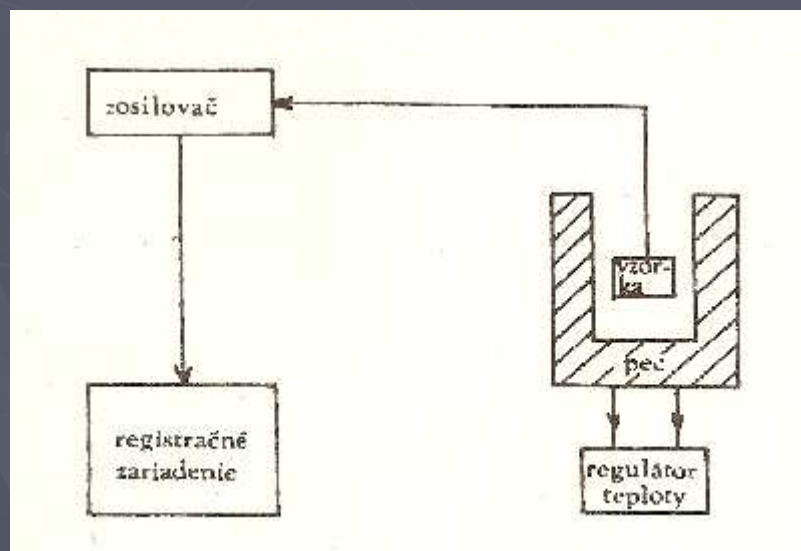 zosilovač
vzor-
ka
pec
registračné
zariadenie
regulátor
teploty